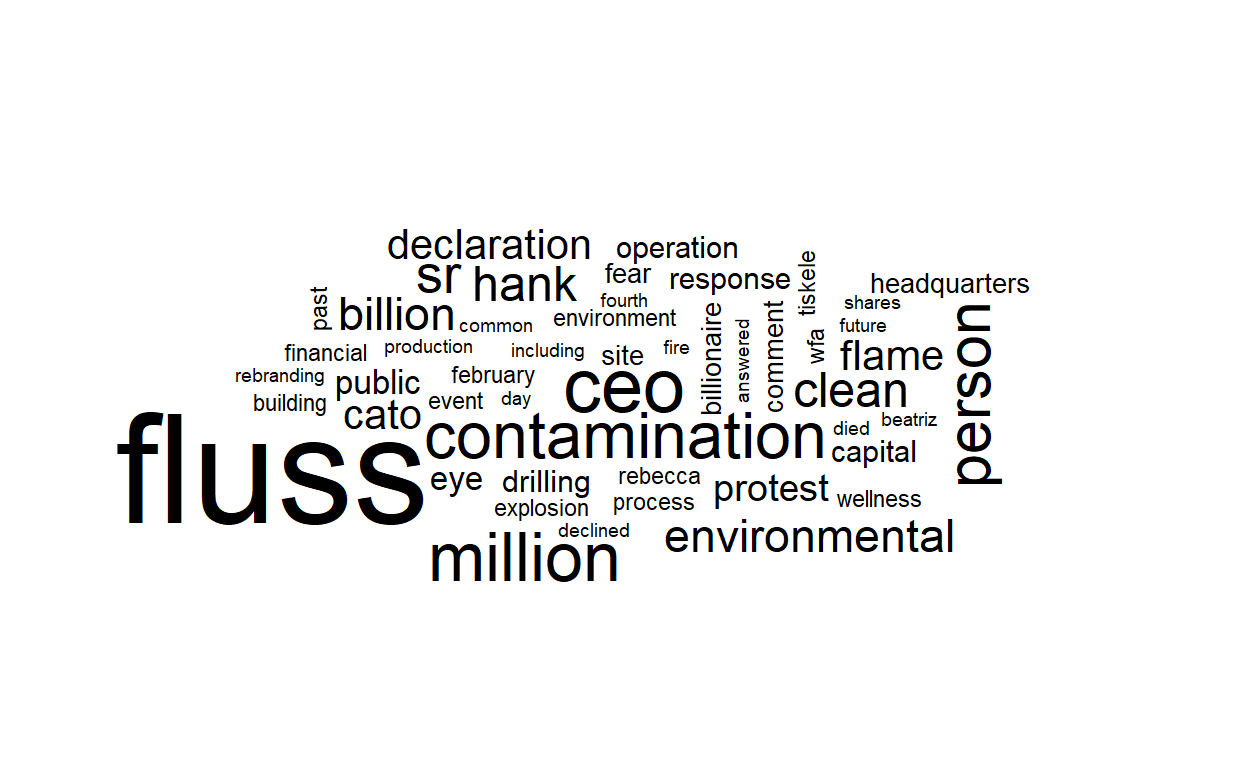 declaration operation
sr hank fear response tiskele headquarters
past billion fourth shares
common environment billionaire answered comment wfa future person
financial production including site fire flame
rebranding public february ceo clean
building cato event day
fluss contamination died beatriz
capital
eye drilling rebecca protest wellness
explosion process
declined environmental
million